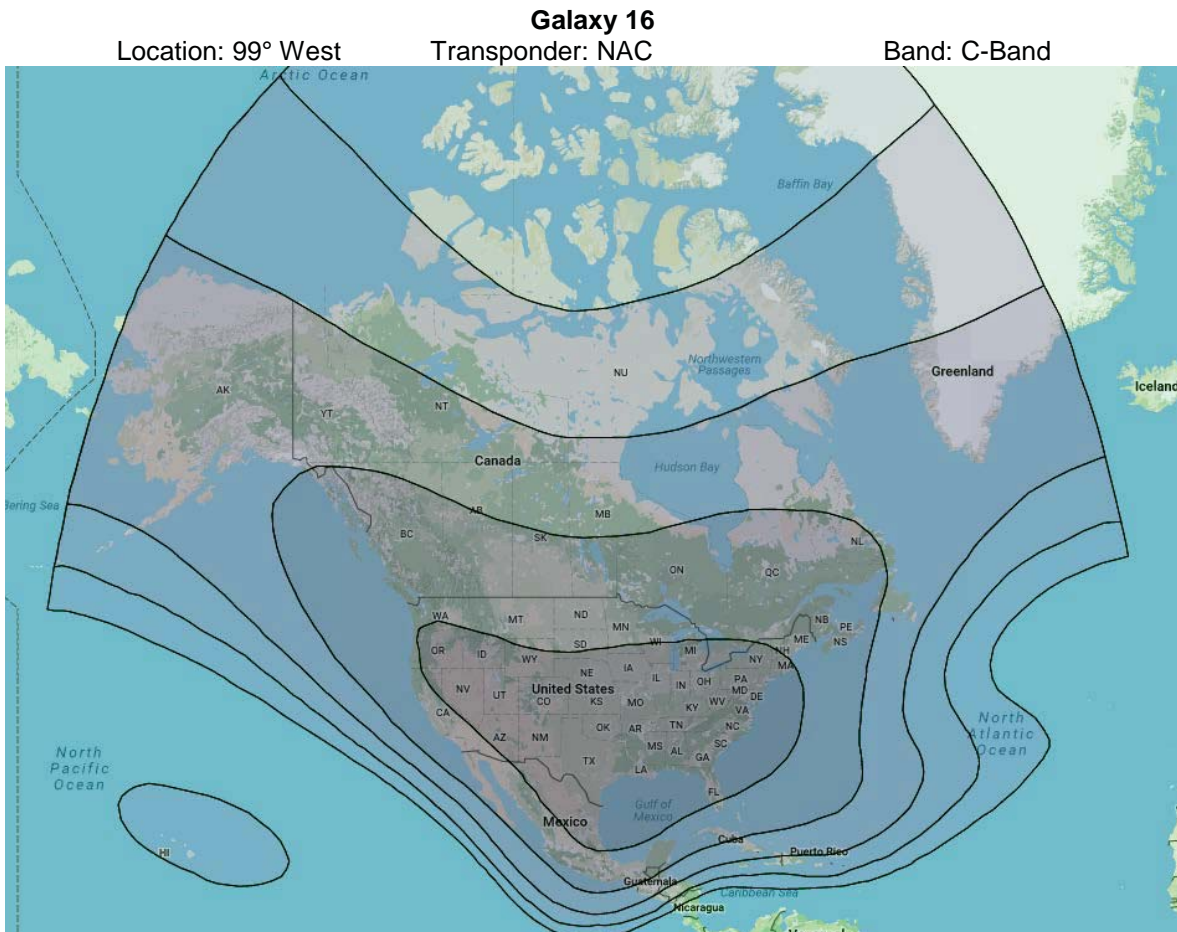 Galaxy 16
Location: 99° West Transponder: NAC Band: C-Band
Arctic Ocean
Baffin Bay
NU
Northwestern
Passages
Greenland
Iceland
AK
YT
NT
Canada
Hudson Bay
Bering Sea
AB
MB
BC
SK
NL
ON
QC
WA
MT
ND
MN
NB
PE
NS
ME
OR
ID
WY
SD
WI
MI
NH
NY
MA
NE
IA
IL
IN
OH
PA
MD
DE
NV
UT
United States
CO
KS
MO
KY
WV
VA
CA
AZ
NM
OK
AR
TN
NC
SC
MS
AL
GA
TX
LA
FL
North
Pacific
Ocean
North
Atlantic
Ocean
Gulf of
Mexico
Mexico
Cuba
HI
Puerto Rico
Guatemala
Caribbean Sea
Nicaragua